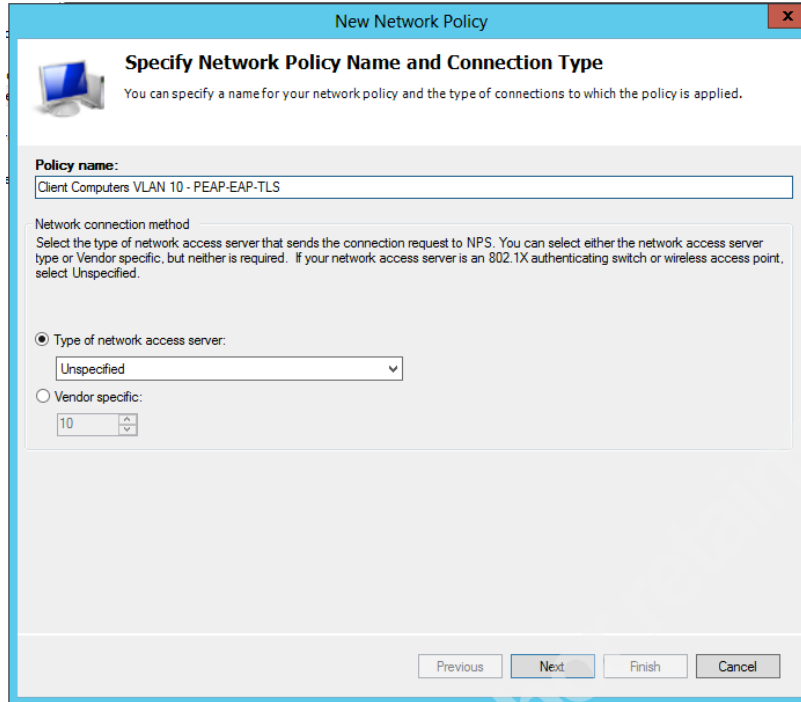 New Network Policy
x
Specify Network Policy Name and Connection Type
You can specify a name for your network policy and the type of connections to which the policy is applied.
Policy name:
Client Computers VLAN 10 - PEAP-EAP-TLS
Network connection method
Select the type of network access server that sends the connection request to NPS. You can select either the network access server
type or Vendor specific, but neither is required. If your network access server is an 802.1X authenticating switch or wireless access point,
select Unspecified.
Type of network access server:
Unspecified
Vendor specific:
10
Previous Next Finish Cancel